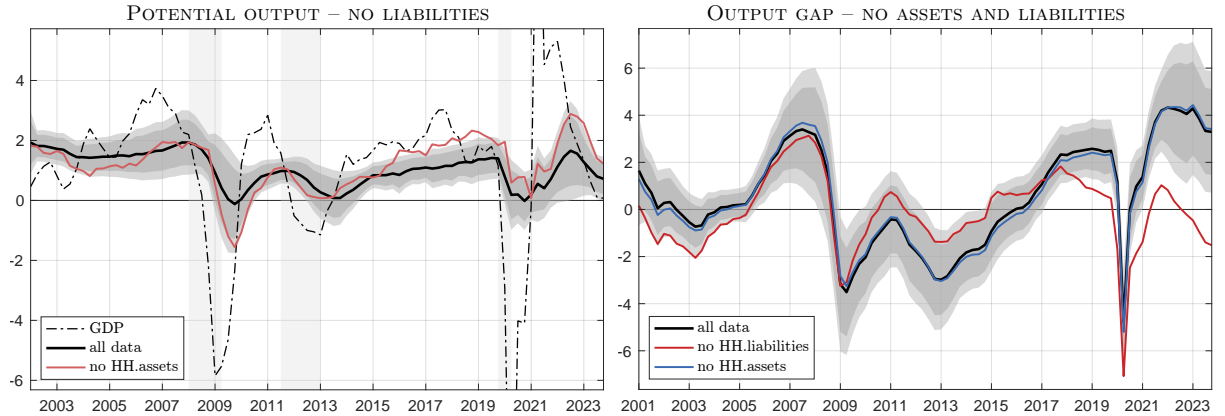 POTENTIAL OUTPUT – NO LIABILITIES
4
2
0
-2
-4
-6
GDP
all data
no HH.assets
2003 2005 2007 2009 2011 2013 2015 2017 2019 2021 2023
OUTPUT GAP – NO ASSETS AND LIABILITIES
6
4
2
0
-2
-4
-6
all data
no HH.liabilities
no HH.assets
2001 2003 2005 2007 2009 2011 2013 2015 2017 2019 2021 2023